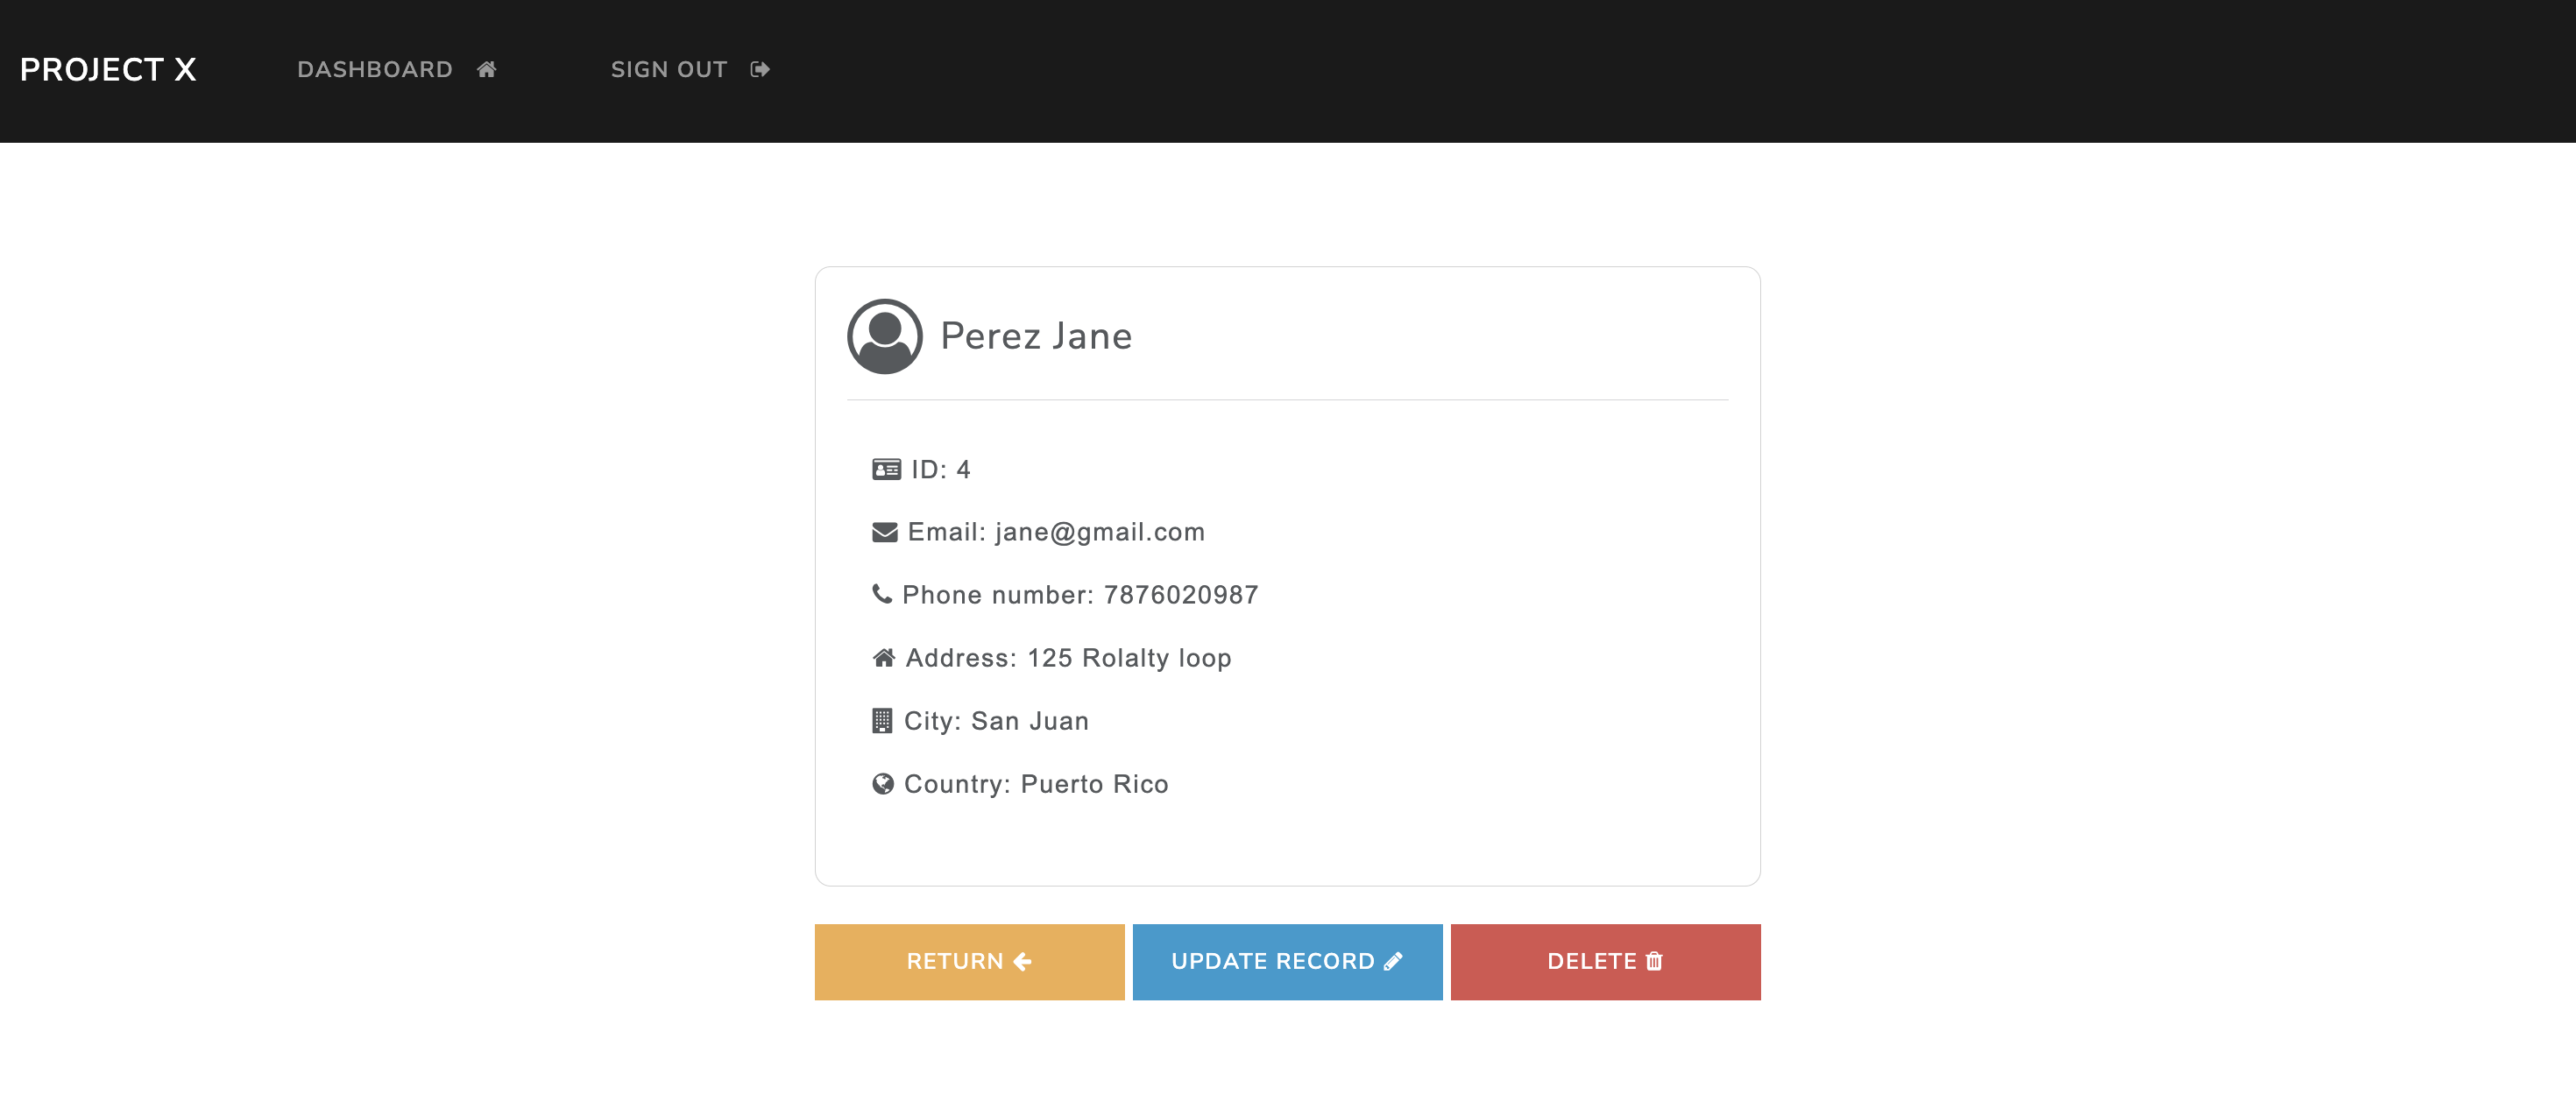 PROJECT X DASHBOARD SIGN OUT
Perez Jane
ID: 4
Email: jane@gmail.com
Phone number: 7876020987
Address: 125 Rolalty loop
City: San Juan
Country: Puerto Rico
RETURN UPDATE RECORD DELETE